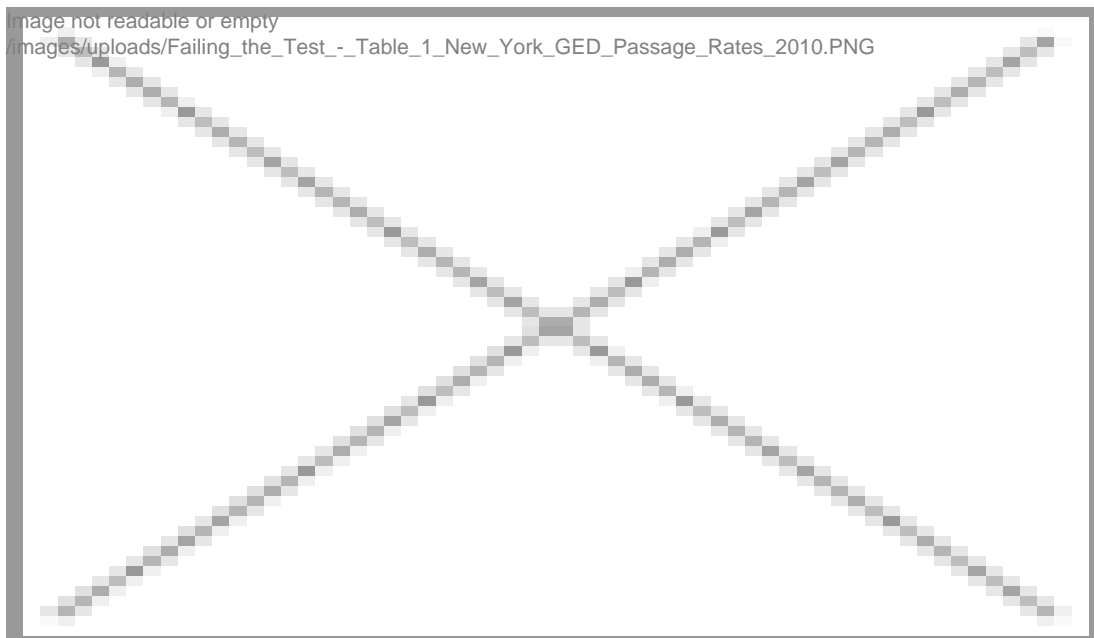 Image not readable or empty
/images/uploads/Failing_the_Test_-_Table_1_New_York_GED_Passage_Rates_2010.PNG